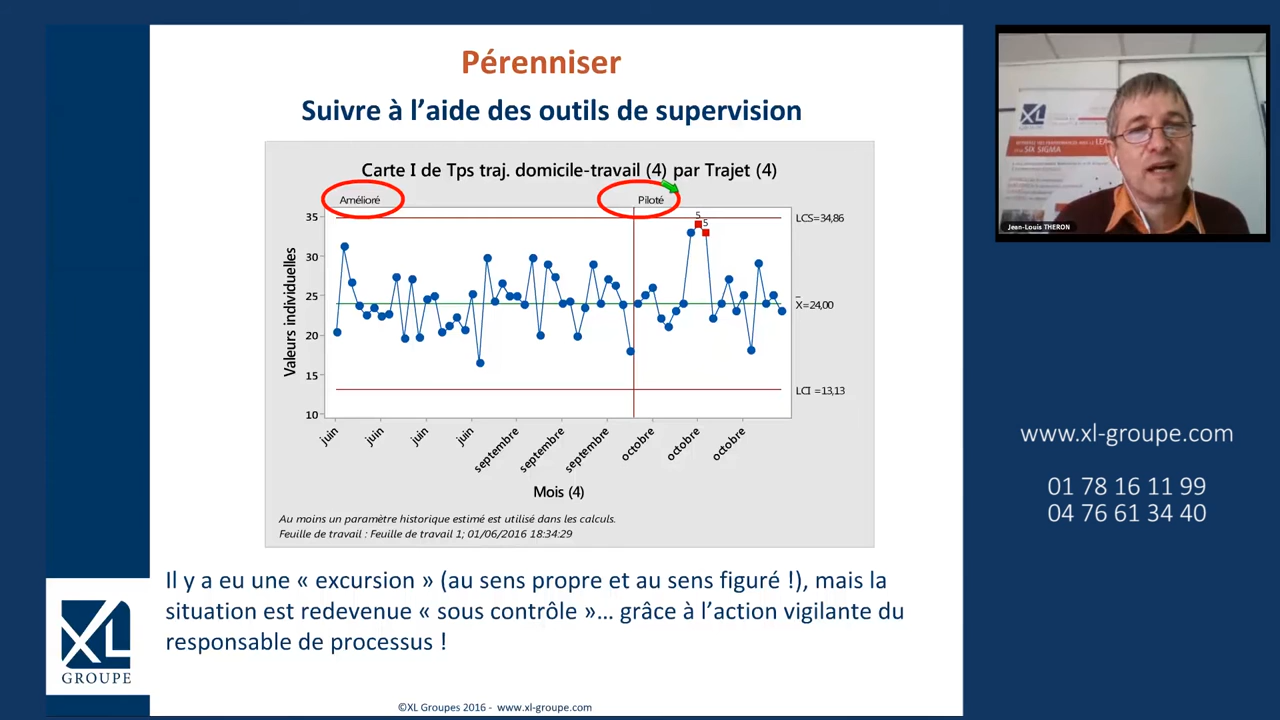 Pérenniser
Suivre à l’aide des outils de supervision
Carte I de Tps traj. domicile-travail (4) par Trajet (4)
Amélioré
Piloté
35
30
25
20
15
10
Valeurs individuelles
5
5
LCS=34,86
X=24,00
LCI =13,13
juin
juin
juin
juin
septembre
septembre
septembre
octobre
octobre
octobre
Mois (4)
Au moins un paramètre historique estimé est utilisé dans les calculs.
Feuille de travail : Feuille de travail 1; 01/06/2016 18:34:29
Il y a eu une « excursion » (au sens propre et au sens figuré !), mais la
situation est redevenue « sous contrôle »… grâce à l’action vigilante du
responsable de processus !
XL
GROUPE
©XL Groupes 2016 - www.xl-groupe.com
XL
SIX SIGMA
Jean-Louis THERON
www.xl-groupe.com
01 78 16 11 99
04 76 61 34 40